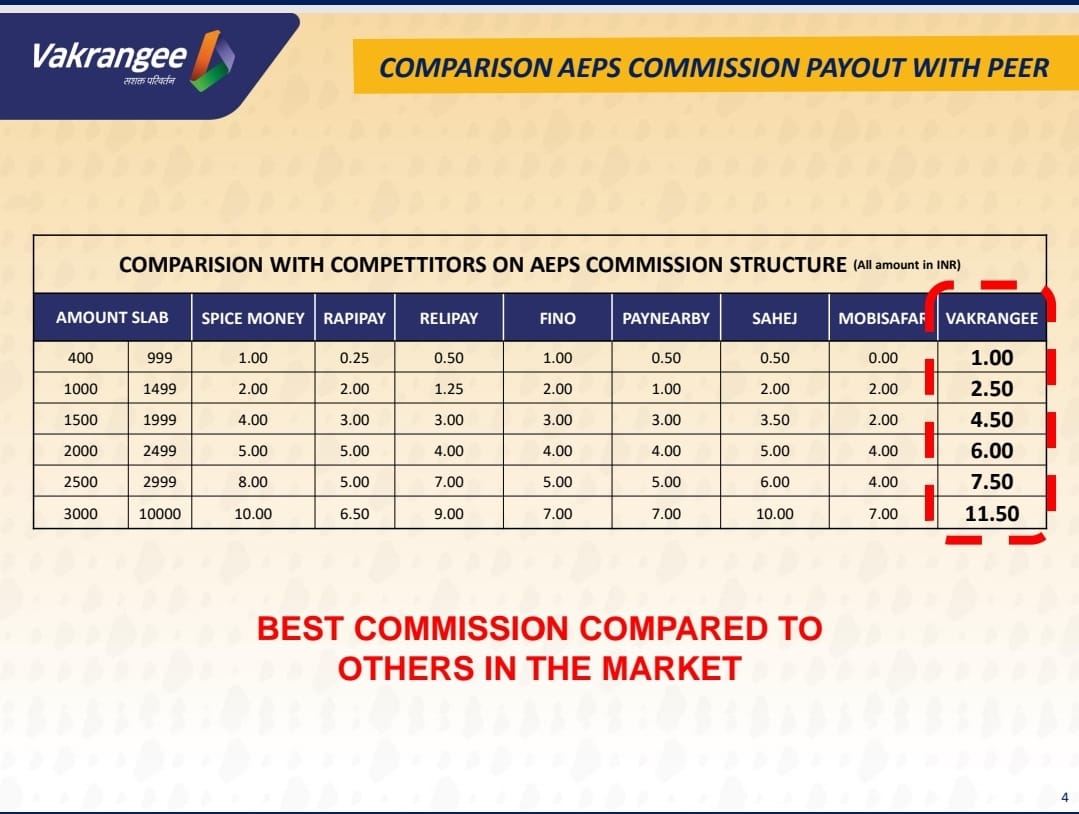 Vakrangee
सशक्त परिवर्तन
COMPARISON AEPS COMMISSION PAYOUT WITH PEER
COMPARISION WITH COMPETTITORS ON AEPS COMMISSION STRUCTURE (All amount in INR)
AMOUNT SLAB SPICE MONEY RAPIPAY RELIPAY FINO PAYNEARBY SAHEJ MOBISAFAR VAKRANGEE
400 999 1.00 0.25 0.50 1.00 0.50 0.50 0.00 1.00
1000 1499 2.00 2.00 1.25 2.00 1.00 2.00 2.00 2.50
1500 1999 4.00 3.00 3.00 3.00 3.00 3.50 2.00 4.50
2000 2499 5.00 5.00 4.00 4.00 4.00 5.00 4.00 6.00
2500 2999 8.00 5.00 7.00 5.00 5.00 6.00 4.00 7.50
3000 10000 10.00 6.50 9.00 7.00 7.00 10.00 7.00 11.50
BEST COMMISSION COMPARED TO
OTHERS IN THE MARKET
4